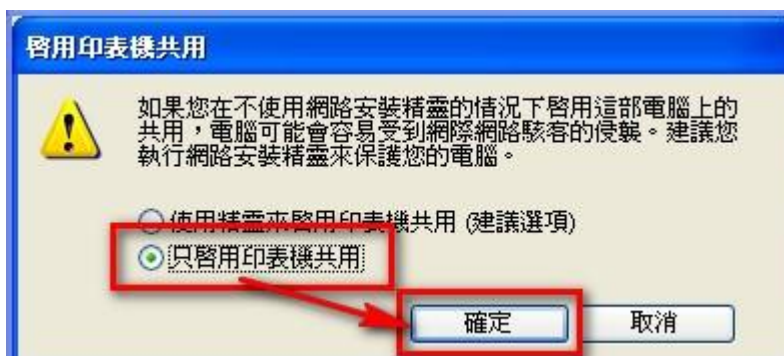 啓用印表機共用
如果您在不使用網路安裝精靈的情況下啓用這部電腦上的
共用，電腦可能會容易受到網際網路駭客的侵襲。建議您
執行網路安裝精靈來保護您的電腦。
使用精靈來啓用印表機共用 (建議選項)
只啓用印表機共用
確定 取消